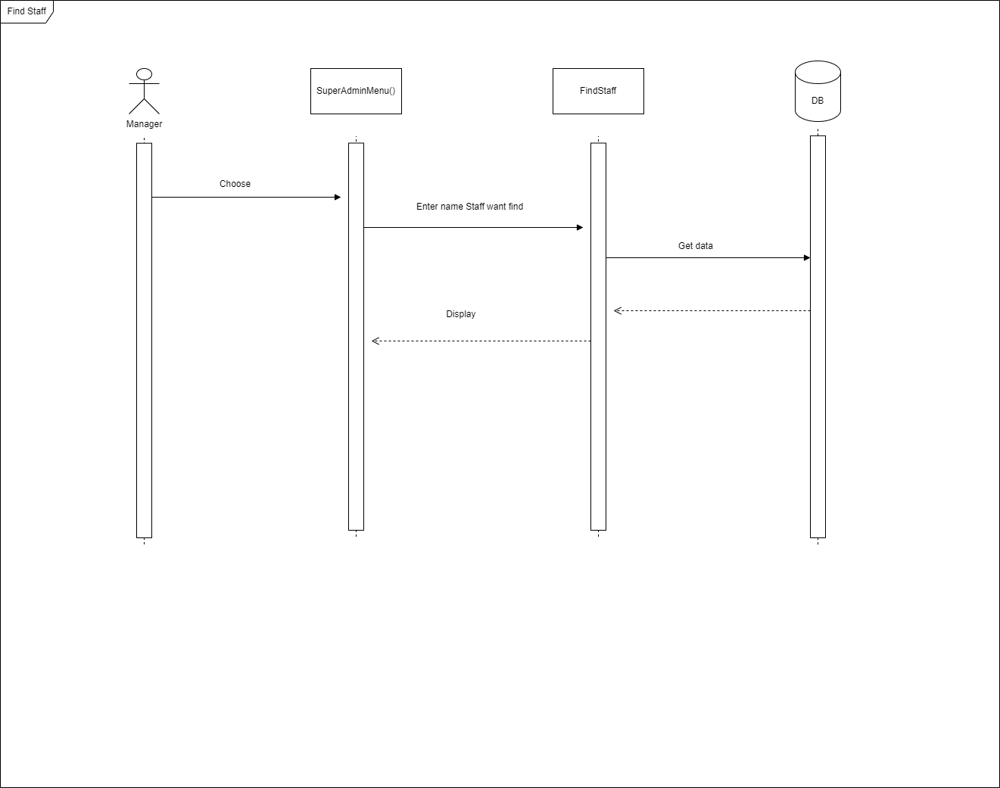 Find Staff
Manager
SuperAdminMenu()
FindStaff
DB
Choose
Enter name Staff want find
Get data
Display